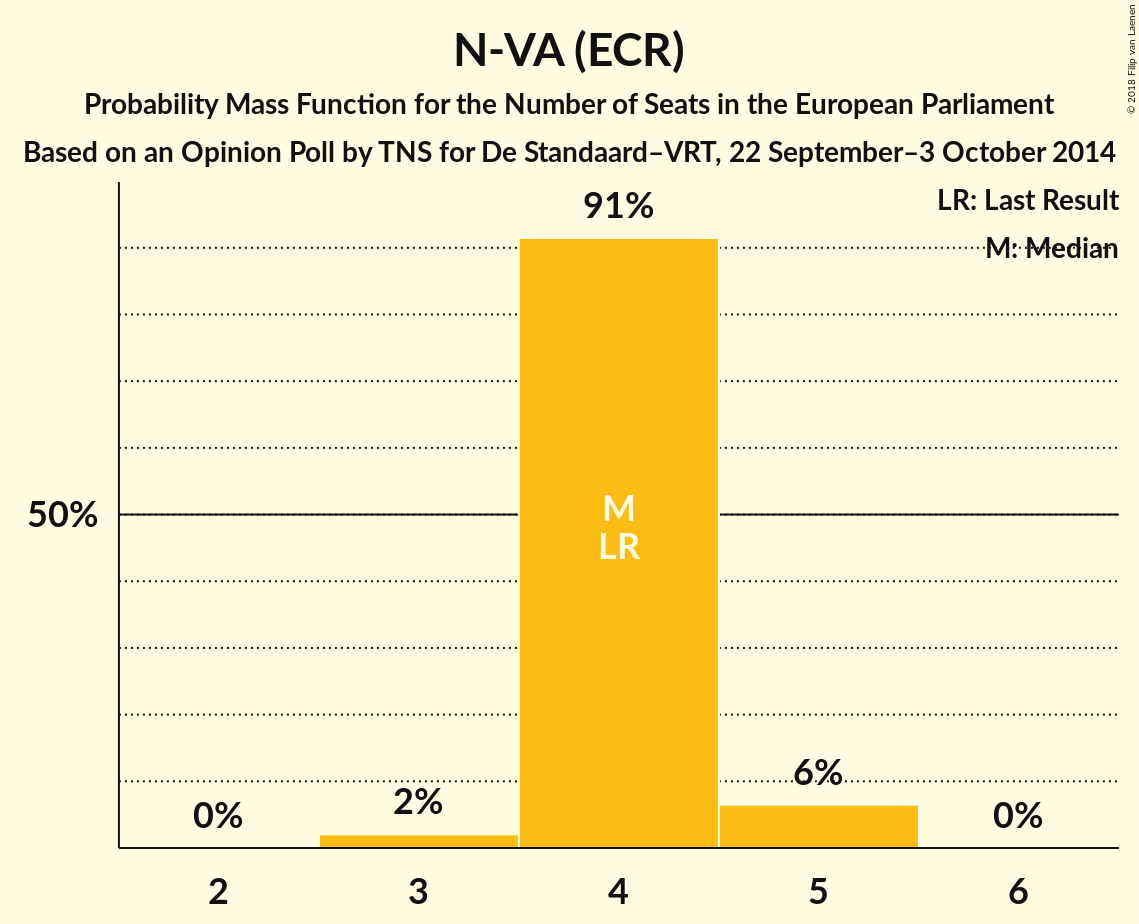 N-VA (ECR)
Probability Mass Function for the Number of Seats in the European Parliament
Based on an Opinion Poll by TNS for De Standaard–VRT, 22 September–3 October 2014
© 2018 Filip van Laenen
LR: Last Result
M: Median
91%
50%
M
LR
0%
2%
6%
0%
2
3
4
5
6